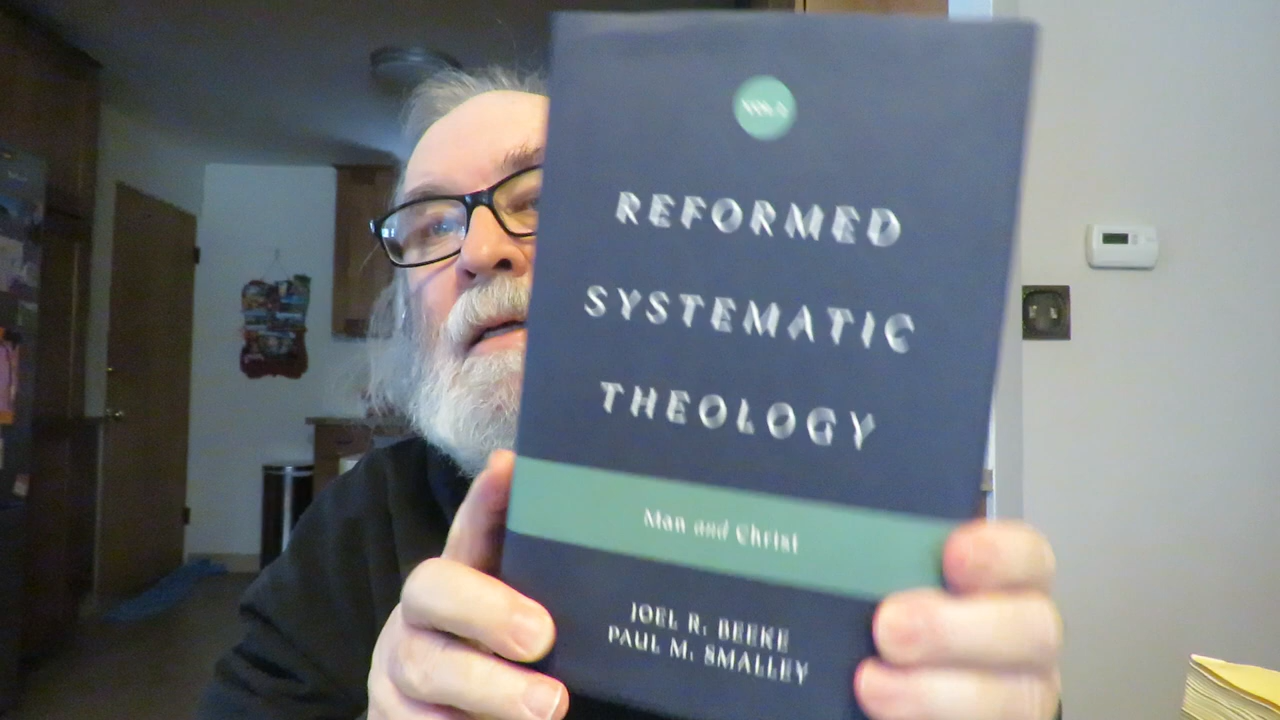 REFORMED
SYSTEMATIC
THEOLOGY
Man and Christ
JOEL R. BEEKE
PAUL M. SMALLEY